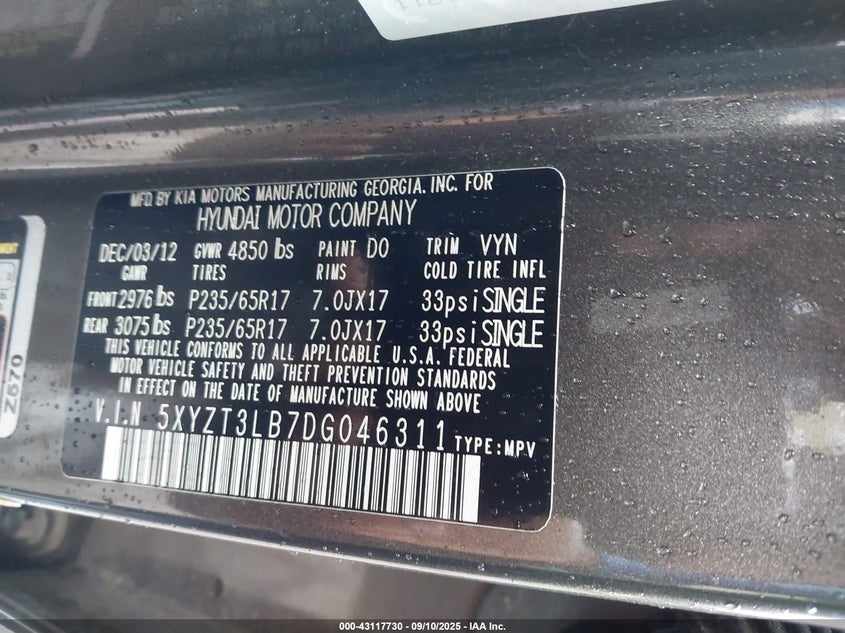 MFD BY KIA MOTORS MANUFACTURING GEORGIA. INC. FOR
HYUNDAI MOTOR COMPANY
DEC/03/12 GVWR 4850 lbs PAINT DO TRIM VYN
GAWR TIRES RIMS COLD TIRE INFL
FRONT 2976 lbs P235/65R17 7.0JX17 33psi SINGLE
REAR 3075 lbs P235/65R17 7.0JX17 33psi SINGLE
THIS VEHICLE CONFORMS TO ALL APPLICABLE U.S.A. FEDERAL
MOTOR VEHICLE SAFETY AND THEFT PREVENTION STANDARDS
IN EFFECT ON THE DATE OF MANUFACTURE SHOWN ABOVE
V.I.N 5XYZT3LB7DG046311 TYPE:MPV
Z670
000-43117730 - 09/10/2025 - IAA Inc.